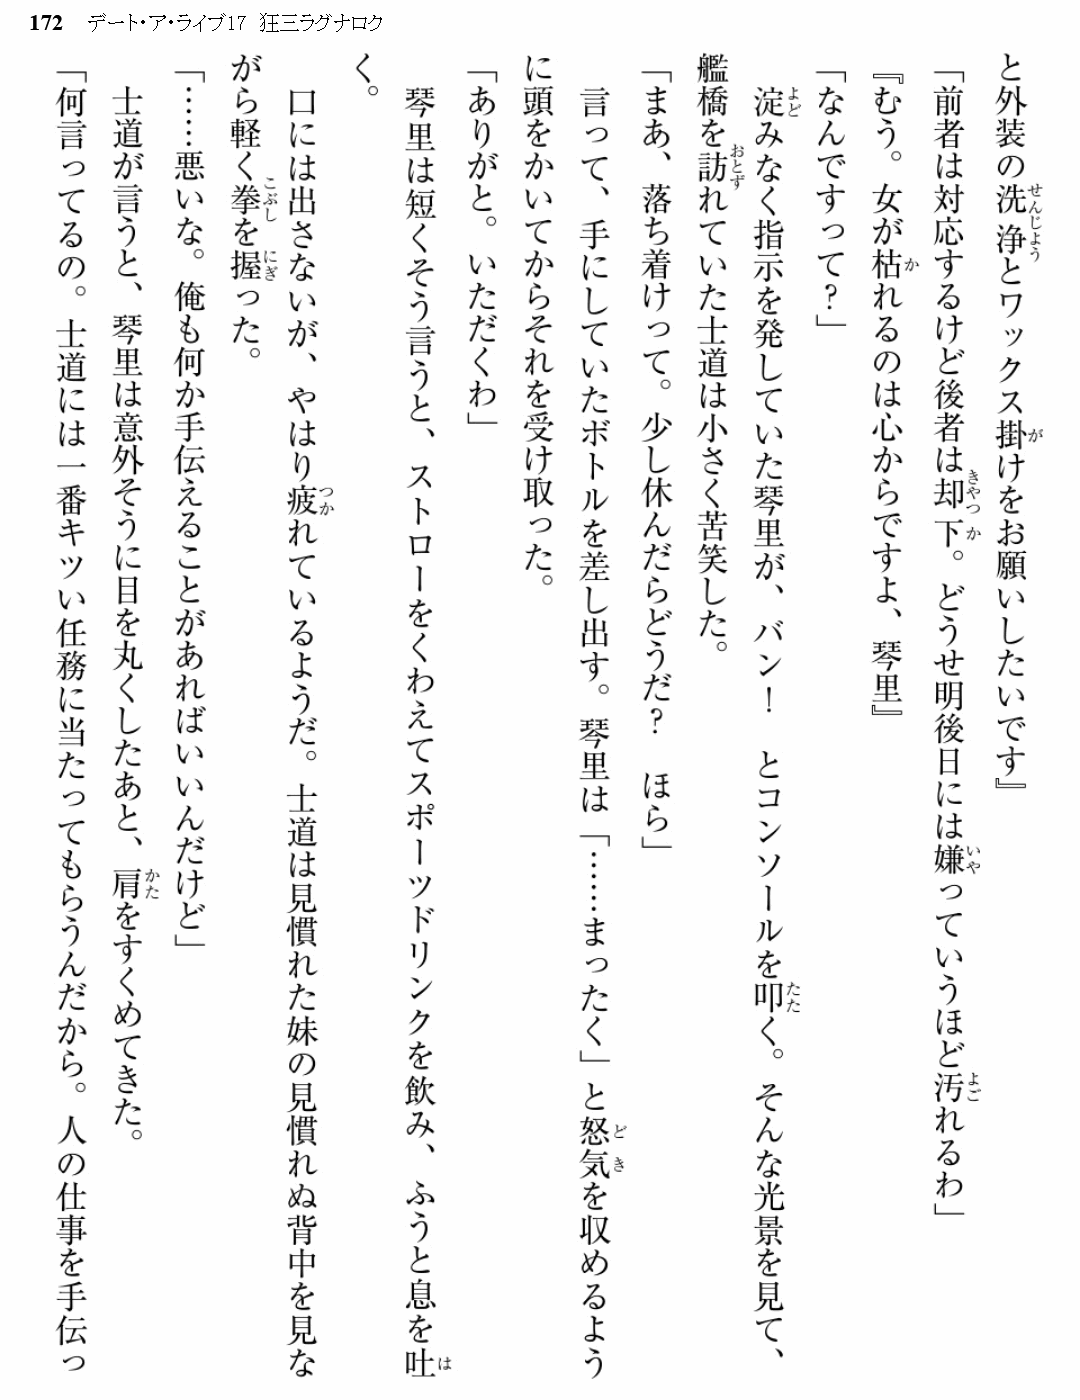 172 デート・ア・ライブ17 狂三ラグナロク
と外装の洗浄とワックス掛けをお願いしたいです』
「前者は対応するけど後者は却下。どうせ明後日には嫌っていうほど汚れるわ」
『むう。女が枯れるのは心からですよ、琴里』
「なんですって？」
　淀みなく指示を発していた琴里が、バン！　とコンソールを叩く。そんな光景を見て、
艦橋を訪れていた士道は小さく苦笑した。
「まあ、落ち着けって。少し休んだらどうだ？　ほら」
　言って、手にしていたボトルを差し出す。琴里は「……まったく」と怒気を収めるよう
に頭をかいてからそれを受け取った。
「ありがと。いただくわ」
　琴里は短くそう言うと、ストローをくわえてスポーツドリンクを飲み、ふうと息を吐
く。
　口には出さないが、やはり疲れているようだ。士道は見慣れた妹の見慣れぬ背中を見な
がら軽く拳を握った。
「……悪いな。俺も何か手伝えることがあればいいんだけど」
　士道が言うと、琴里は意外そうに目を丸くしたあと、肩をすくめてきた。
「何言ってるの。士道には一番キツい任務に当たってもらうんだから。人の仕事を手伝っ